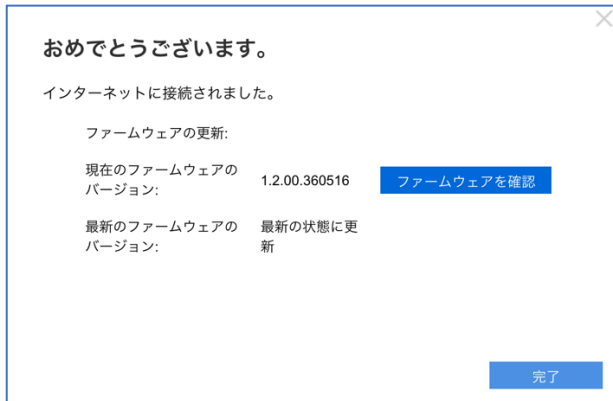 おめでとうございます。
インターネットに接続されました。
ファームウェアの更新:
現在のファームウェアの
バージョン:
1.2.00.360516
ファームウェアを確認
最新のファームウェアの
バージョン:
最新の状態に更
新
完了